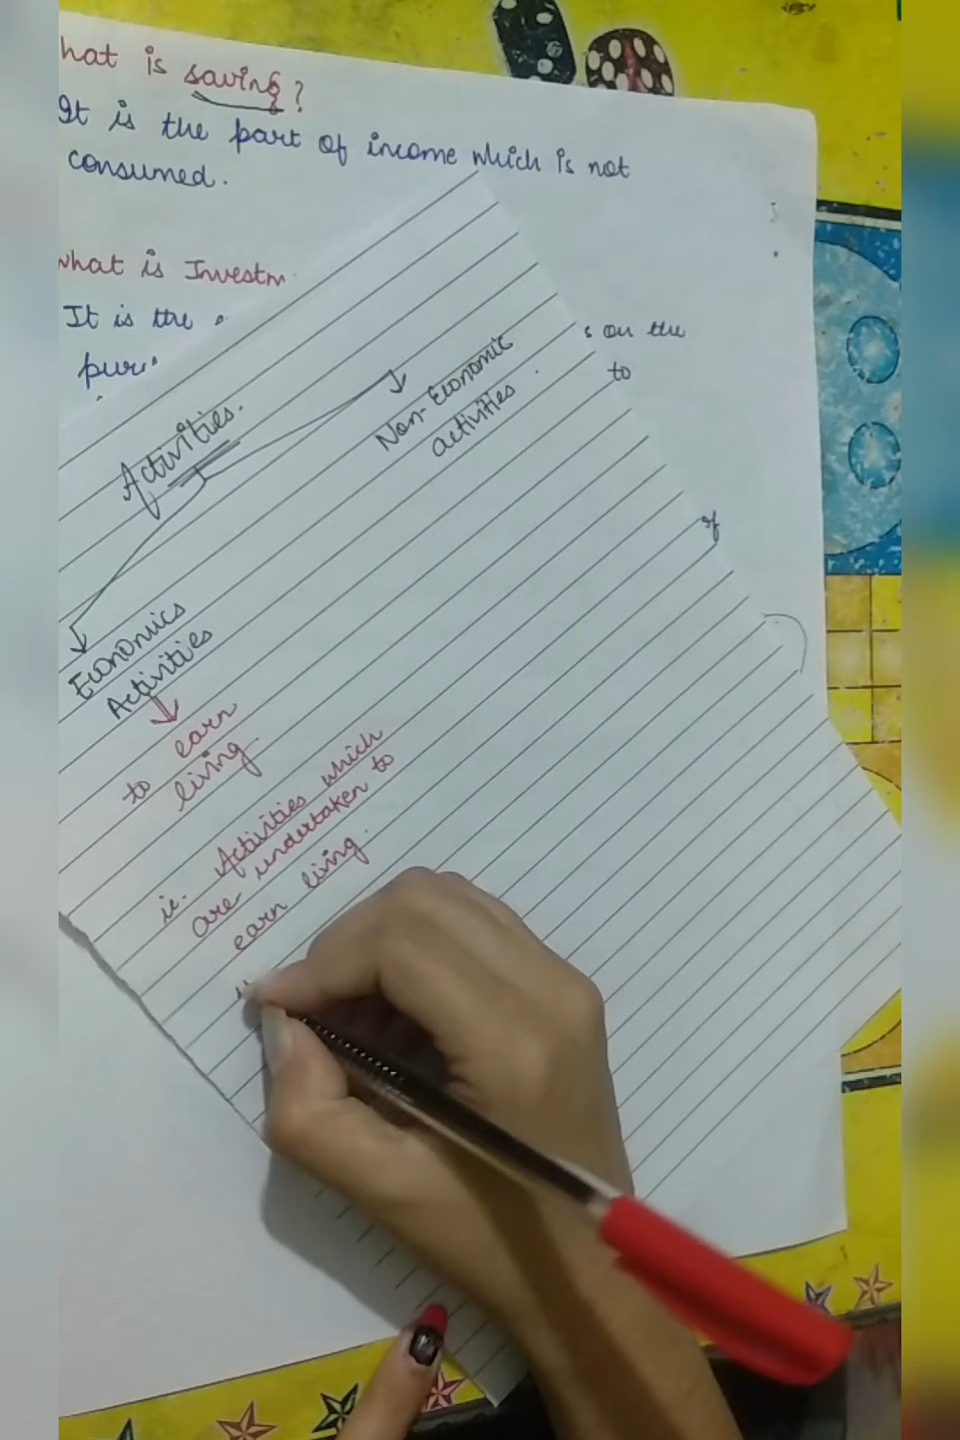 hat is saving?
It is the part of income which is not
consumed.
what is Investm
It is the
on the
pur
to
of
Activities.
Non-Economic
activities.
Economics
Activities
to earn
living
ie. Activities which
are undertaken to
earn living.